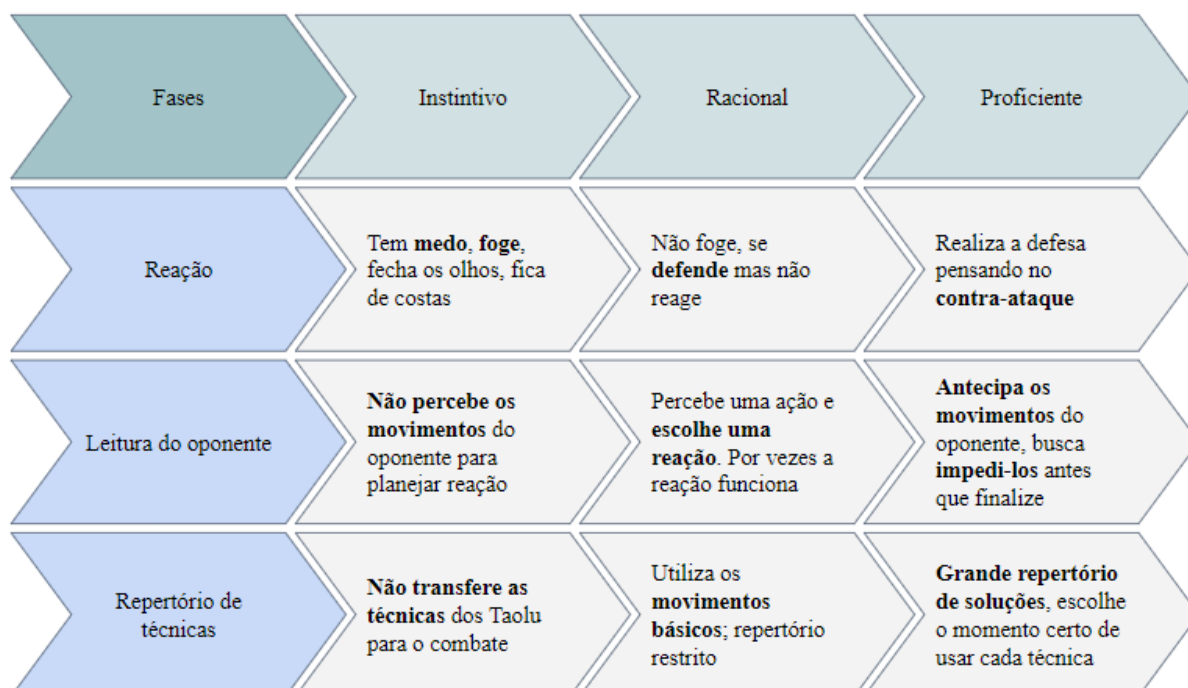 Fases
Instintivo
Racional
Proficiente
Reação
Tem medo, foge,
fecha os olhos, fica
de costas
Não foge, se
defende mas não
reage
Realiza a defesa
pensando no
contra-ataque
Leitura do oponente
Não percebe os
movimentos do
oponente para
planejar reação
Percebe uma ação e
escolhe uma
reação. Por vezes a
reação funciona
Antecipa os
movimentos do
oponente, busca
impedi-los antes
que finalize
Repertório de
técnicas
Não transfere as
técnicas dos Taolu
para o combate
Utiliza os
movimentos
básicos; repertório
restrito
Grande repertório
de soluções, escolhe
o momento certo de
usar cada técnica